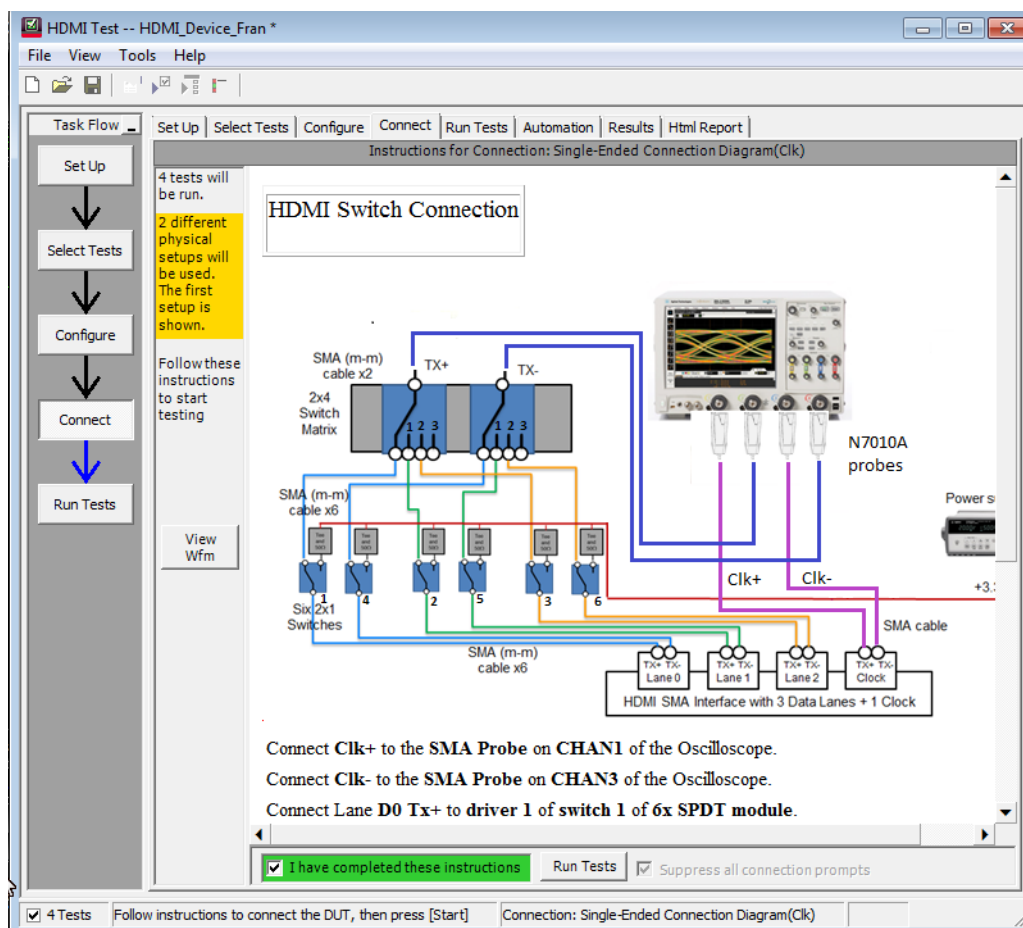 HDMI Test -- HDMI_Device_Fran *
File View Tools Help
Task Flow
Set Up
Select Tests
Configure
Connect
Run Tests
Set Up Select Tests Configure Connect Run Tests Automation Results Html Report
Instructions for Connection: Single-Ended Connection Diagram(Clk)
4 tests will
be run.
2 different
physical
setups will
be used.
The first
setup is
shown.
Follow these
instructions
to start
testing
View
Wfm
HDMI Switch Connection
SMA (m-m)
cable x2
TX+
TX-
2x4
Switch
Matrix
1 2 3
1 2 3
N7010A
probes
SMA (m-m)
cable x6
Power su
Clk+
Clk-
+3.3
1 4 2 5 3 6
Six 2x1
Switches
SMA cable
SMA (m-m)
cable x6
TX+ TX-
Lane 0
TX+ TX-
Lane 1
TX+ TX-
Lane 2
TX+ TX-
Clock
HDMI SMA Interface with 3 Data Lanes + 1 Clock
Connect Clk+ to the SMA Probe on CHAN1 of the Oscilloscope.
Connect Clk- to the SMA Probe on CHAN3 of the Oscilloscope.
Connect Lane D0 Tx+ to driver 1 of switch 1 of 6x SPDT module.
I have completed these instructions
Run Tests
Suppress all connection prompts
4 Tests
Follow instructions to connect the DUT, then press [Start]
Connection: Single-Ended Connection Diagram(Clk)